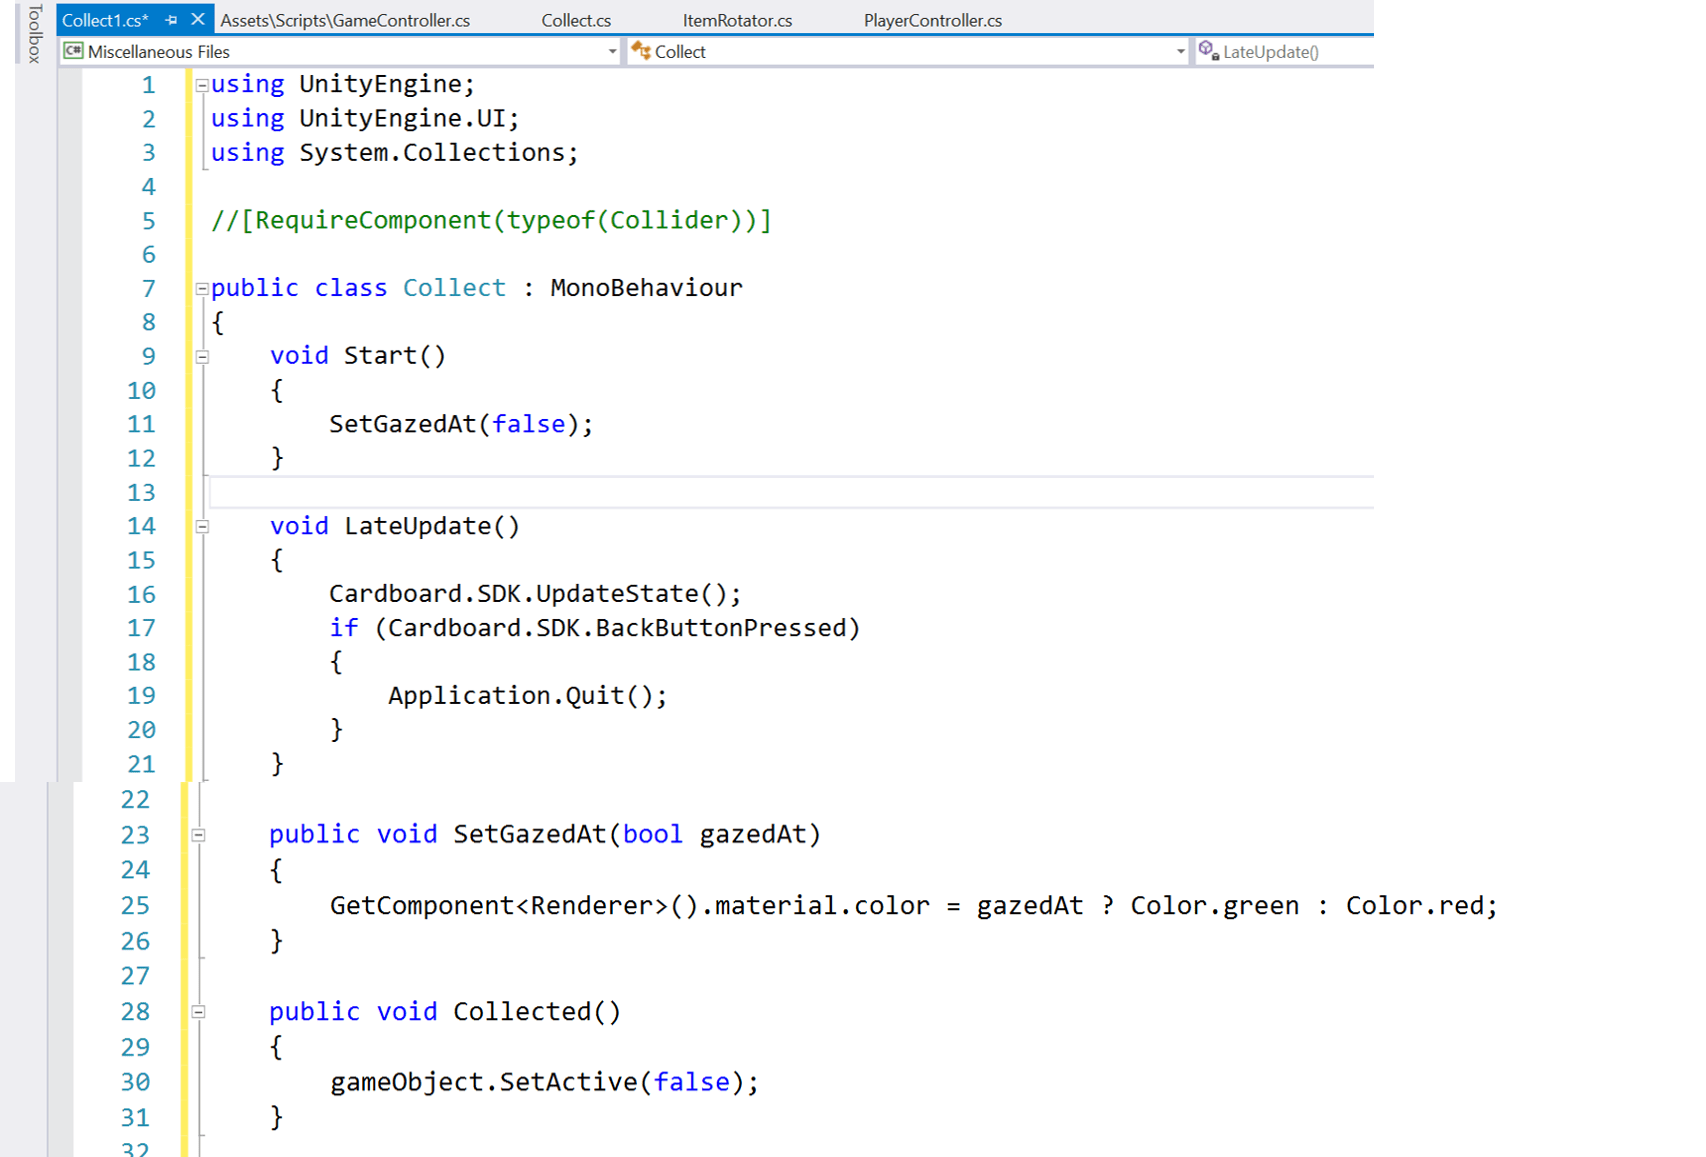 Toolbox
Collect1.cs* Assets\Scripts\GameController.cs Collect.cs ItemRotator.cs PlayerController.cs
C# Miscellaneous Files Collect LateUpdate()
1 using UnityEngine;
2 using UnityEngine.UI;
3 using System.Collections;
4
5 //[RequireComponent(typeof(Collider))]
6
7 public class Collect : MonoBehaviour
8 {
9     void Start()
10     {
11         SetGazedAt(false);
12     }
13
14     void LateUpdate()
15     {
16         Cardboard.SDK.UpdateState();
17         if (Cardboard.SDK.BackButtonPressed)
18         {
19             Application.Quit();
20         }
21     }
22
23     public void SetGazedAt(bool gazedAt)
24     {
25         GetComponent<Renderer>().material.color = gazedAt ? Color.green : Color.red;
26     }
27
28     public void Collected()
29     {
30         gameObject.SetActive(false);
31     }
32